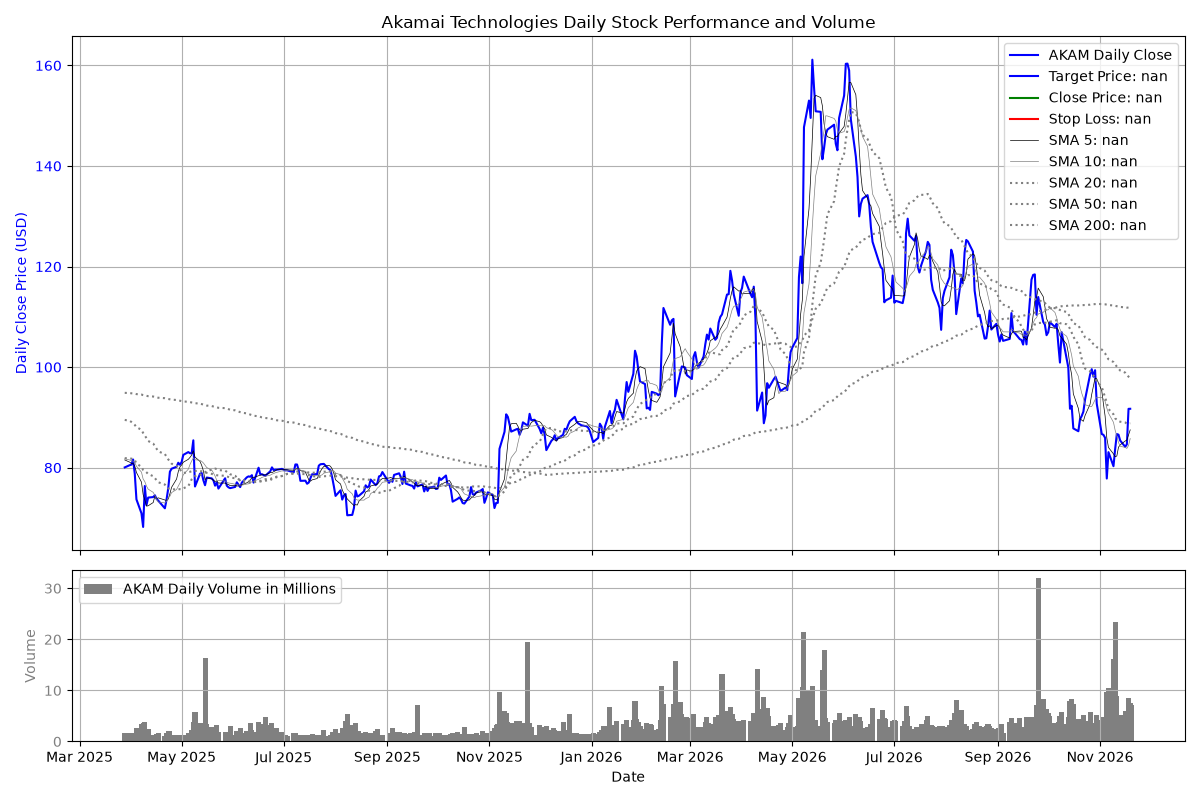 Akamai Technologies Daily Stock Performance and Volume
Daily Close Price (USD)
160
140
120
100
80
AKAM Daily Close
Target Price: nan
Close Price: nan
Stop Loss: nan
SMA 5: nan
SMA 10: nan
SMA 20: nan
SMA 50: nan
SMA 200: nan
Volume
30
20
10
0
AKAM Daily Volume in Millions
Mar 2025 May 2025 Jul 2025 Sep 2025 Nov 2025 Jan 2026 Mar 2026 May 2026 Jul 2026 Sep 2026 Nov 2026
Date